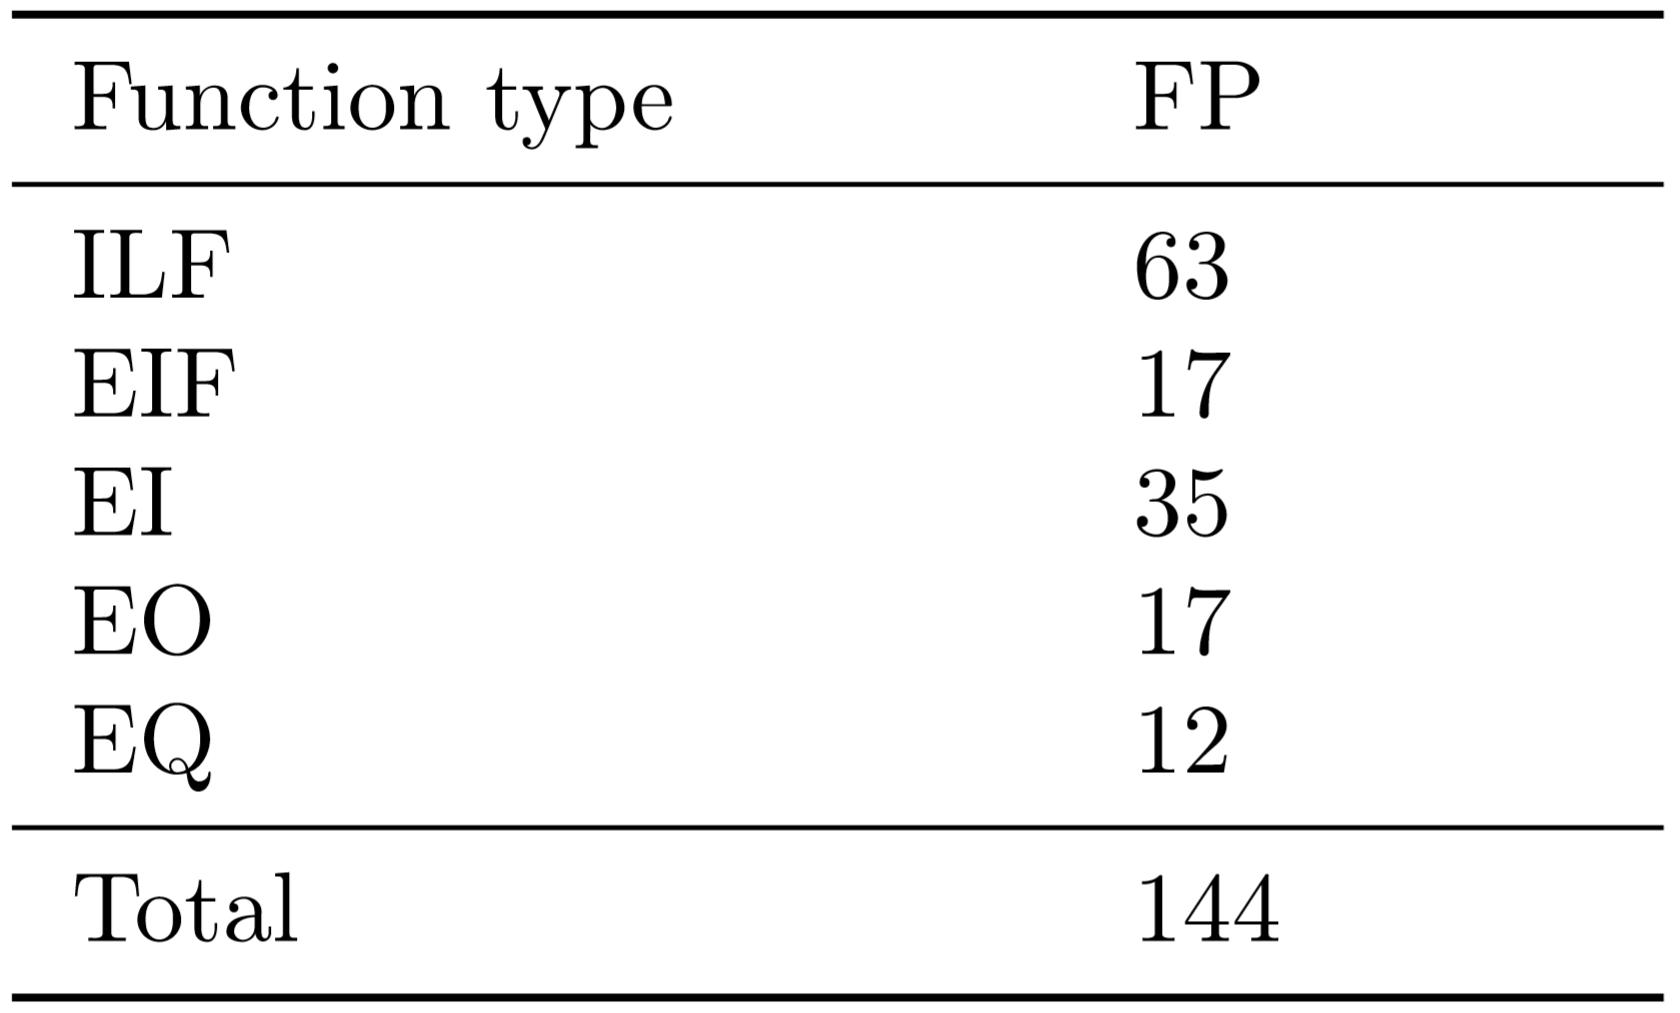 Function type FP
ILF 63
EIF 17
EI 35
EO 17
EQ 12
Total 144